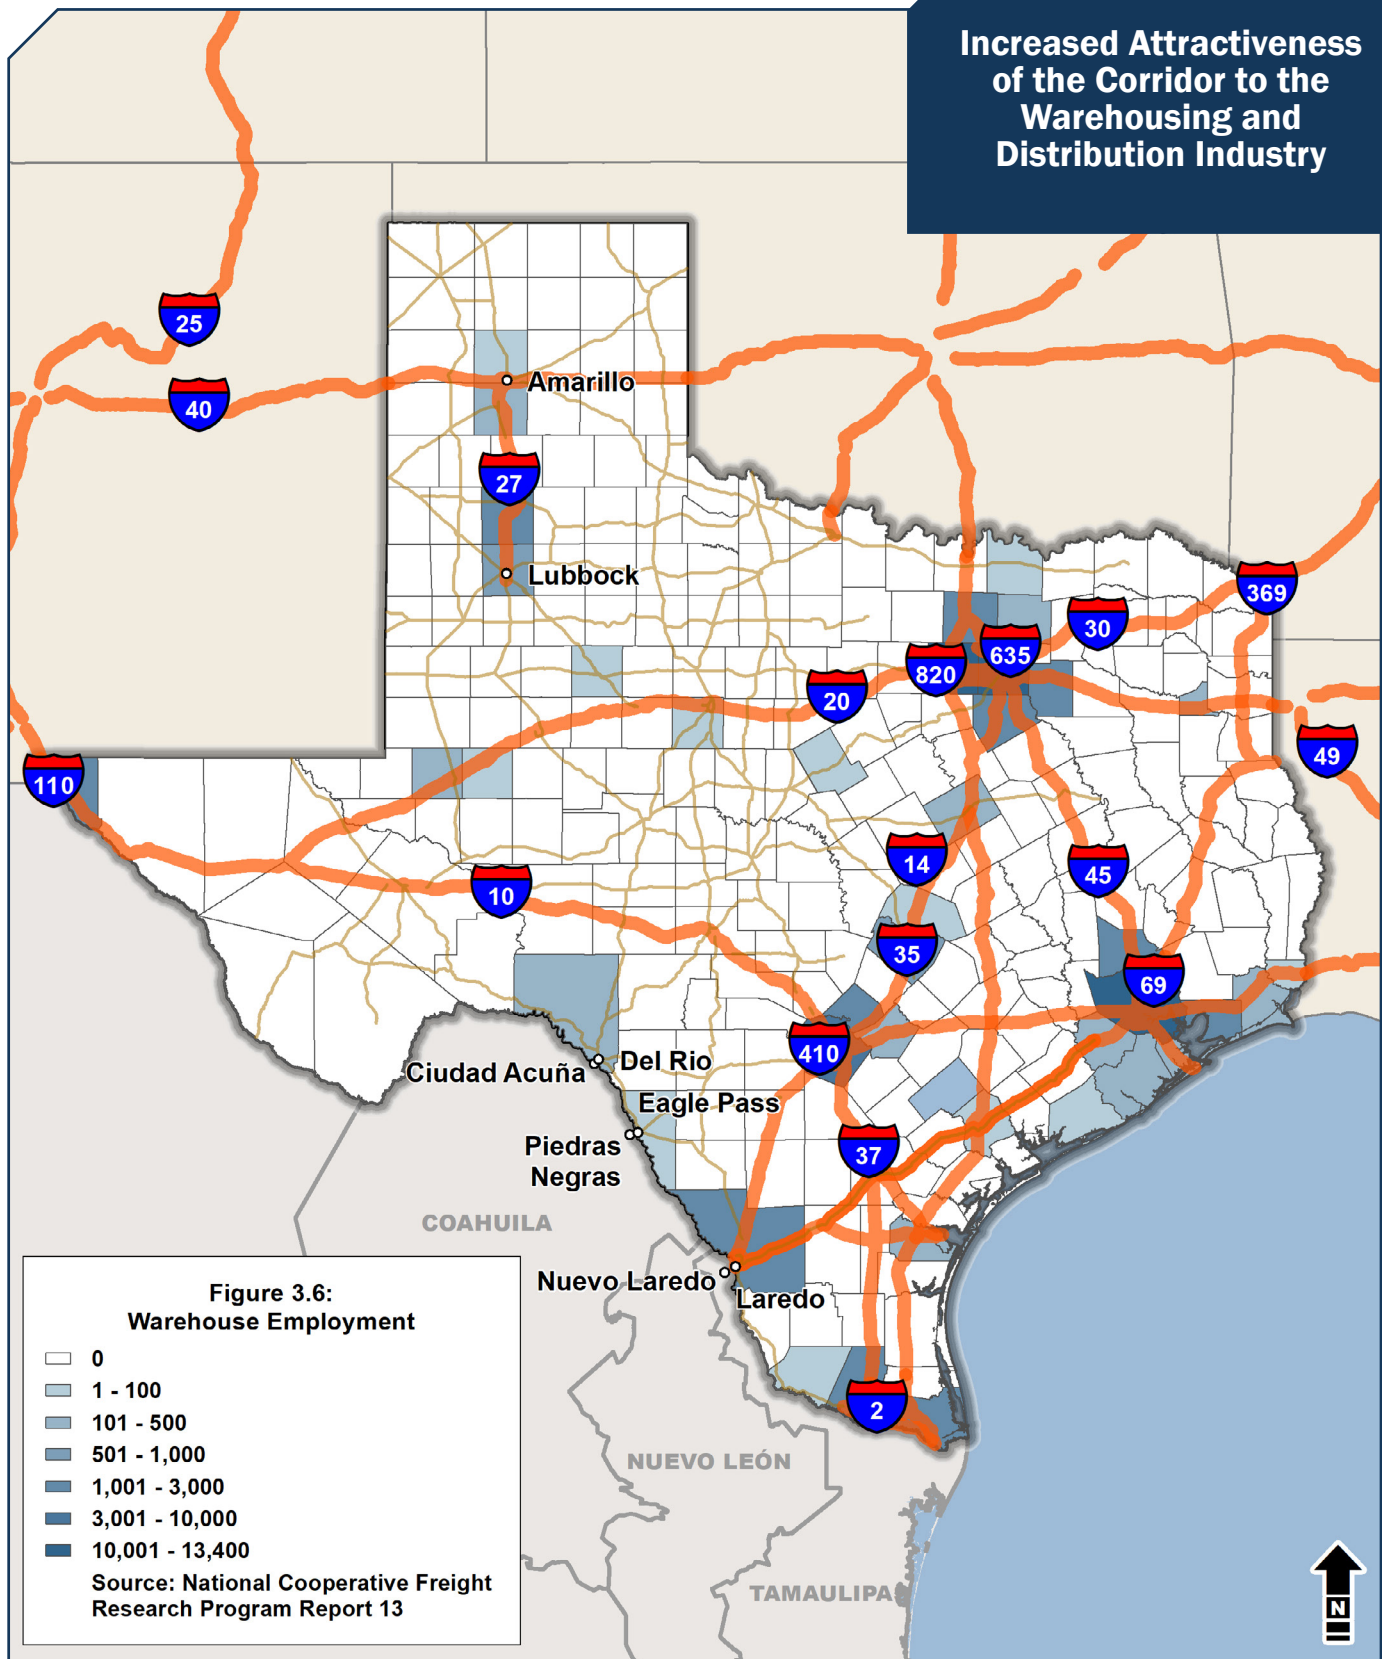 Increased Attractiveness
of the Corridor to the
Warehousing and
Distribution Industry
25
40
Amarillo
27
Lubbock
369
30
635
820
20
49
110
14
45
10
35
69
410
Del Rio
Ciudad Acuña
Eagle Pass
Piedras
Negras
37
COAHUILA
Nuevo Laredo
Laredo
2
NUEVO LEÓN
TAMAULIPA
Figure 3.6:
Warehouse Employment
0
1 - 100
101 - 500
501 - 1,000
1,001 - 3,000
3,001 - 10,000
10,001 - 13,400
Source: National Cooperative Freight
Research Program Report 13
N